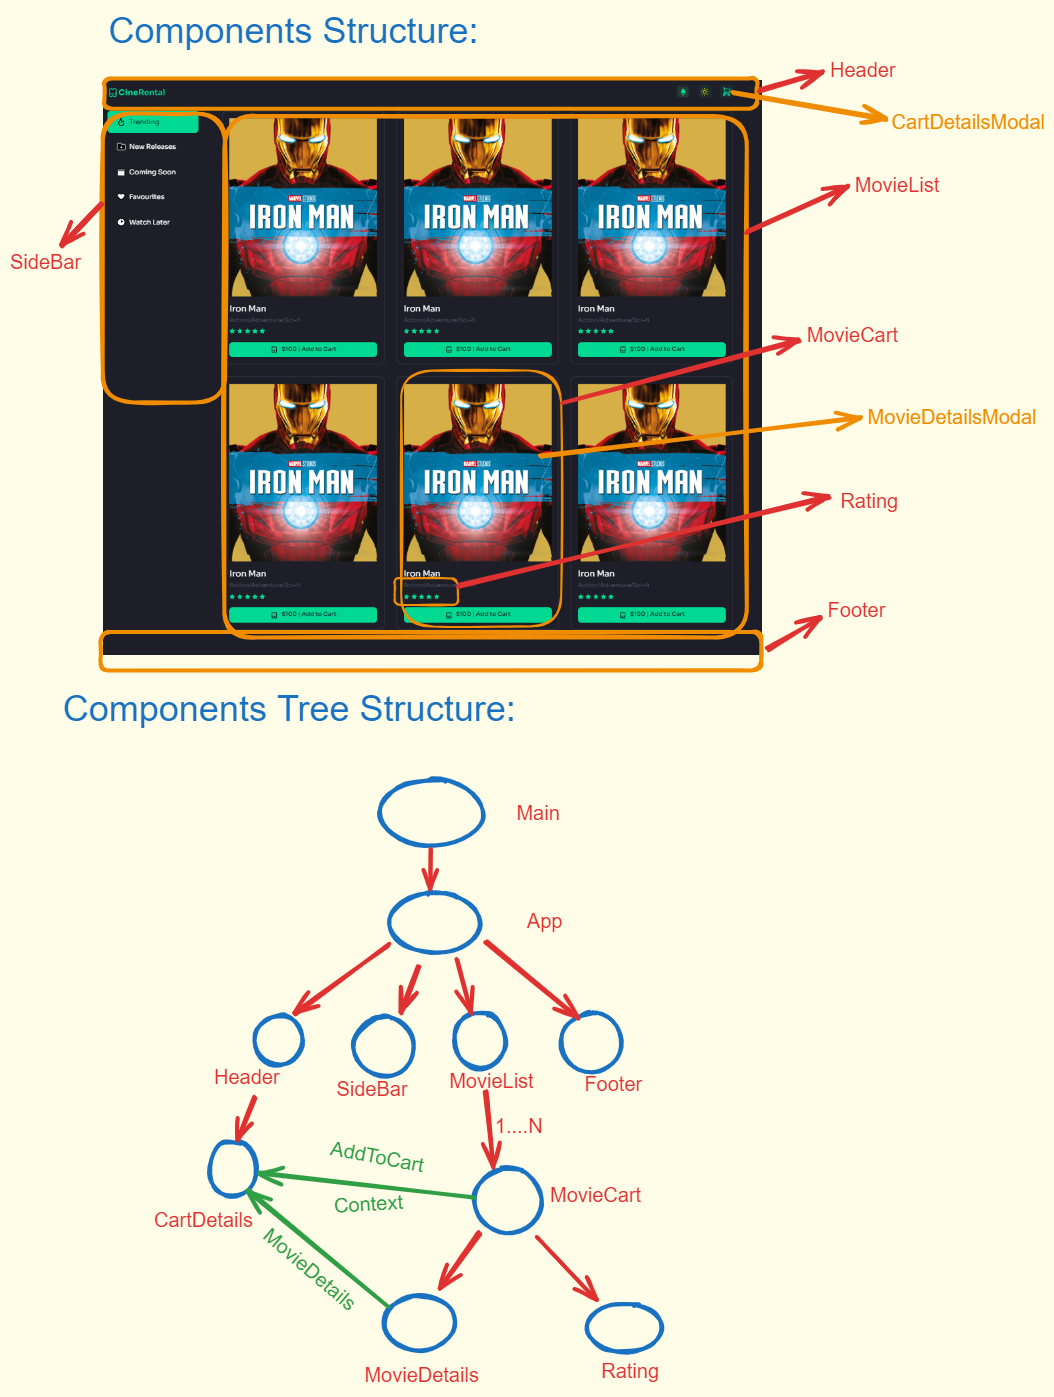 Components Structure:
Header
CineRental
CartDetailsModal
Trending
New Releases
Coming Soon
Favourites
Watch Later
SideBar
MovieList
MARVEL STUDIOS
IRON MAN
MARVEL STUDIOS
IRON MAN
MARVEL STUDIOS
IRON MAN
Iron Man
Action/Adventure/Sci-fi
$100 | Add to Cart
Iron Man
Action/Adventure/Sci-fi
$100 | Add to Cart
Iron Man
Action/Adventure/Sci-fi
$100 | Add to Cart
MovieCart
MovieDetailsModal
MARVEL STUDIOS
IRON MAN
MARVEL STUDIOS
IRON MAN
MARVEL STUDIOS
IRON MAN
Rating
Iron Man
Action/Adventure/Sci-fi
$100 | Add to Cart
Iron Man
Action/Adventure/Sci-fi
$100 | Add to Cart
Iron Man
Action/Adventure/Sci-fi
$100 | Add to Cart
Footer
Components Tree Structure:
Main
App
Header
SideBar
MovieList
Footer
1....N
AddToCart
Context
MovieCart
CartDetails
MovieDetails
MovieDetails
Rating